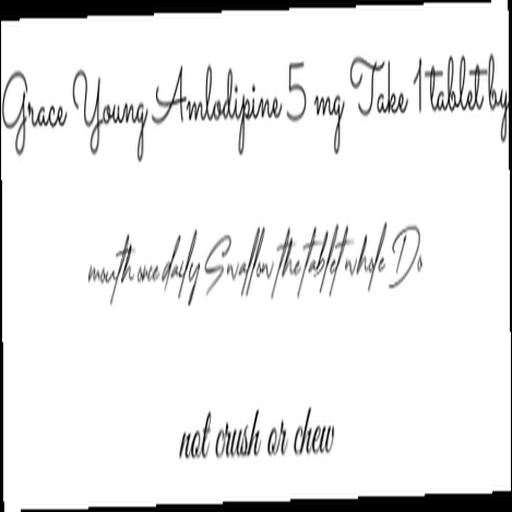 Grace Young Amlodipine 5 mg Take 1 tablet by
mouth once daily Swallow the tablet whole Do
not crush or chew